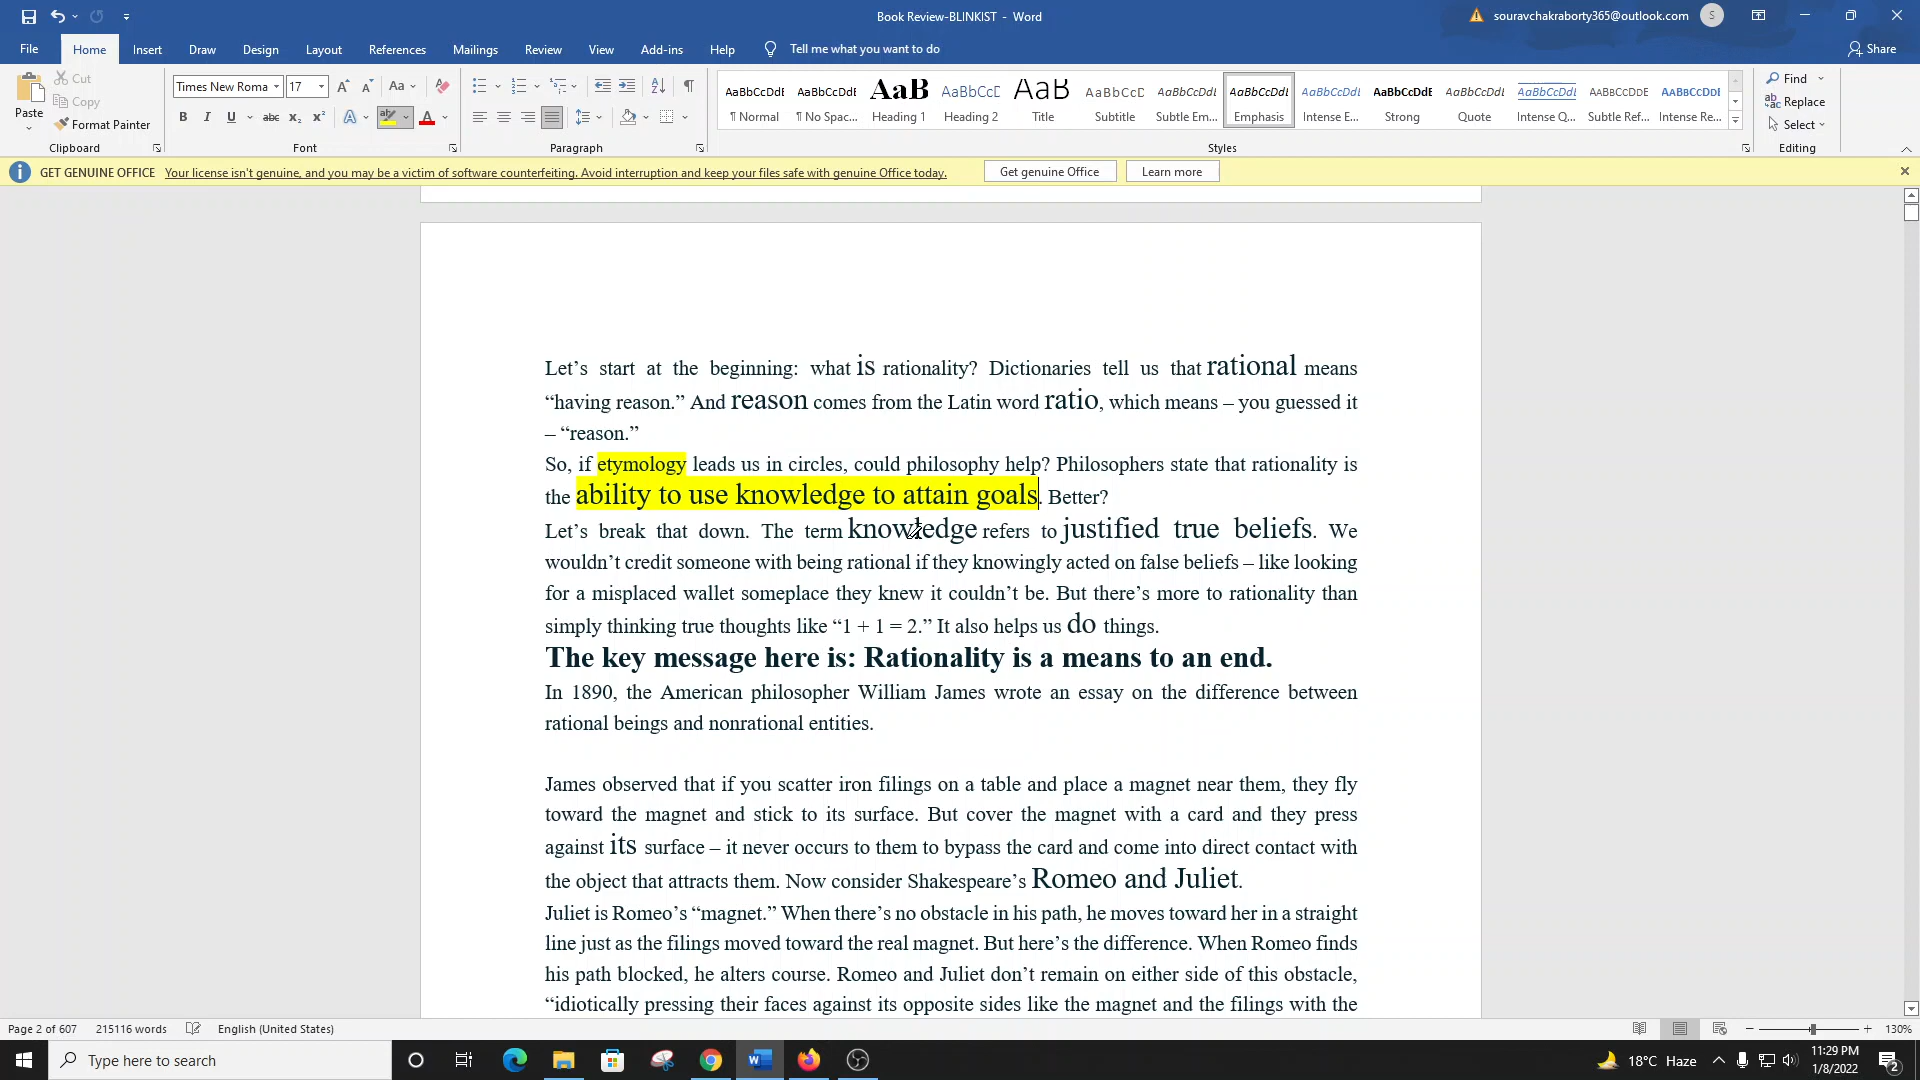 Book Review-BLINKIST - Word
souravchakraborty365@outlook.com
S
File Home Insert Draw Design Layout References Mailings Review View Add-ins Help Tell me what you want to do
Share
Paste
Cut
Copy
Format Painter
Clipboard
Times New Roma 17
Aa
B I U abc x₂ x² A ab A
Font
Paragraph
AaBbCcDdE AaBbCcDdE AaB AaBbCcC AaB AaBbCcD AaBbCcDdE AaBbCcDdE AaBbCcDdE AaBbCcDdE AaBbCcDdE AaBbCcDdE AaBbCcDdE AaBbCcDdE
¶ Normal ¶ No Spac... Heading 1 Heading 2 Title Subtitle Subtle Em... Emphasis Intense E... Strong Quote Intense Q... Subtle Ref... Intense Re...
Styles
Find
Replace
Select
Editing
GET GENUINE OFFICE Your license isn't genuine, and you may be a victim of software counterfeiting. Avoid interruption and keep your files safe with genuine Office today. Get genuine Office Learn more
Let’s start at the beginning: what is rationality? Dictionaries tell us that rational means
“having reason.” And reason comes from the Latin word ratio, which means – you guessed it
– “reason.”
So, if etymology leads us in circles, could philosophy help? Philosophers state that rationality is
the ability to use knowledge to attain goals. Better?
Let’s break that down. The term knowledge refers to justified true beliefs. We
wouldn’t credit someone with being rational if they knowingly acted on false beliefs – like looking
for a misplaced wallet someplace they knew it couldn’t be. But there’s more to rationality than
simply thinking true thoughts like “1 + 1 = 2.” It also helps us do things.
The key message here is: Rationality is a means to an end.
In 1890, the American philosopher William James wrote an essay on the difference between
rational beings and nonrational entities.
James observed that if you scatter iron filings on a table and place a magnet near them, they fly
toward the magnet and stick to its surface. But cover the magnet with a card and they press
against its surface – it never occurs to them to bypass the card and come into direct contact with
the object that attracts them. Now consider Shakespeare’s Romeo and Juliet.
Juliet is Romeo’s “magnet.” When there’s no obstacle in his path, he moves toward her in a straight
line just as the filings moved toward the real magnet. But here’s the difference. When Romeo finds
his path blocked, he alters course. Romeo and Juliet don’t remain on either side of this obstacle,
“idiotically pressing their faces against its opposite sides like the magnet and the filings with the
Page 2 of 607 215116 words English (United States) 130%
Type here to search
18°C Haze
11:29 PM
1/8/2022
2